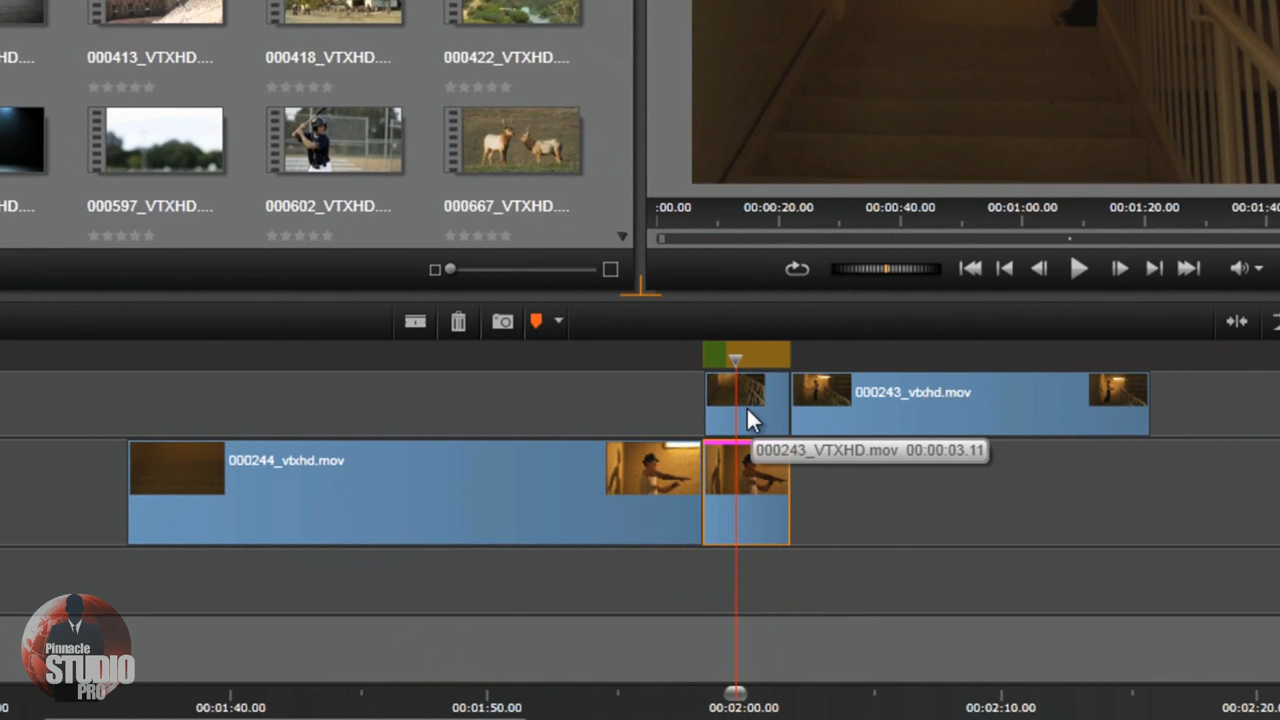 000413_VTXHD....
000418_VTXHD....
000422_VTXHD....
000597_VTXHD....
000602_VTXHD....
000667_VTXHD....
:00.00 00:00:20.00 00:00:40.00 00:01:00.00 00:01:20.00 00:01:40
000243_vtxhd.mov
000243_VTXHD.mov 00:00:03.11
000244_vtxhd.mov
Pinnacle
STUDIO
PRO
00:01:40.00 00:01:50.00 00:02:00.00 00:02:10.00 00:02:20.